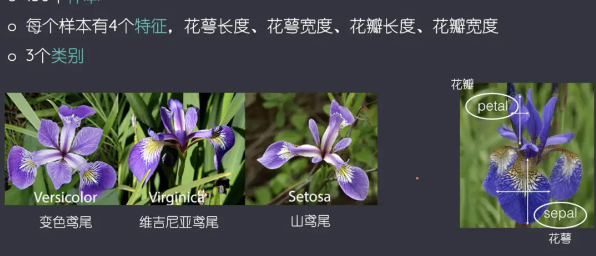 每个样本有4个特征，花萼长度、花萼宽度、花瓣长度、花瓣宽度
3个类别
花瓣
petal
Versicolor
Virginica
Setosa
sepal
变色鸢尾
维吉尼亚鸢尾
山鸢尾
花萼